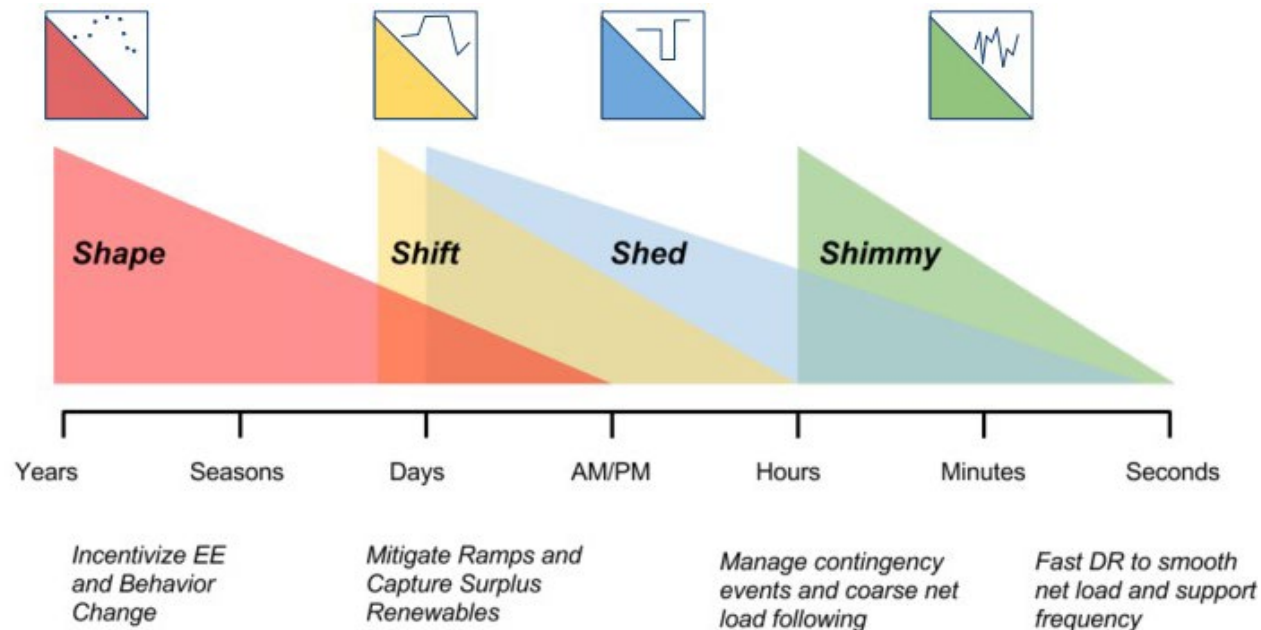 Shape
Shift
Shed
Shimmy
Years
Seasons
Days
AM/PM
Hours
Minutes
Seconds
Incentivize EE
and Behavior
Change
Mitigate Ramps and
Capture Surplus
Renewables
Manage contingency
events and coarse net
load following
Fast DR to smooth
net load and support
frequency